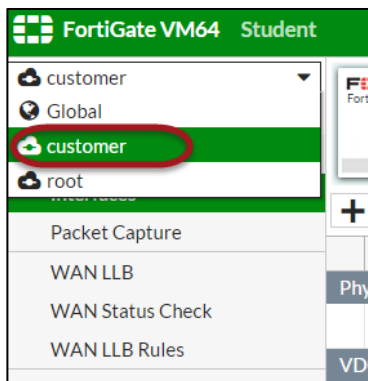 FortiGate VM64 Student
customer
Global
customer
root
Packet Capture
WAN LLB
WAN Status Check
WAN LLB Rules
Fort
Phy
VD